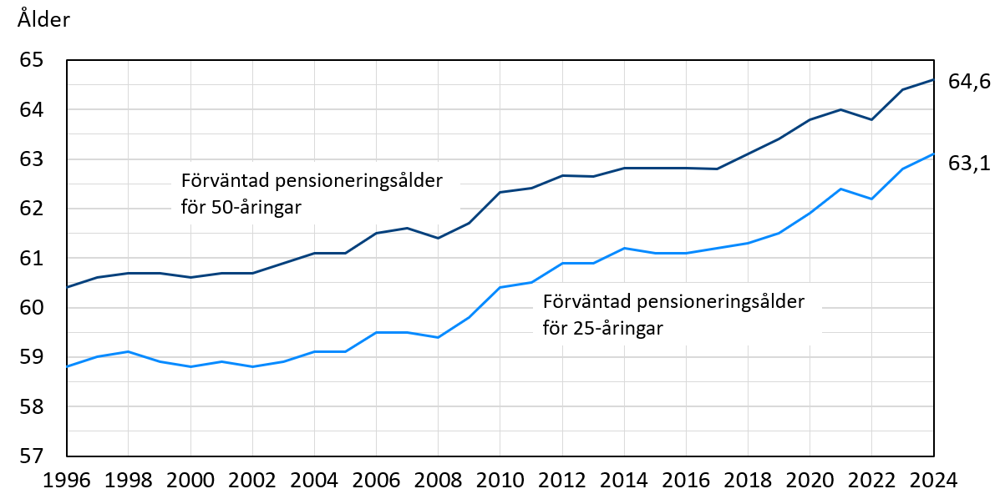 Ålder
65
64,6
64
63
63,1
Förväntad pensioneringsålder
för 50-åringar
62
61
Förväntad pensioneringsålder
för 25-åringar
60
59
58
57
1996 1998 2000 2002 2004 2006 2008 2010 2012 2014 2016 2018 2020 2022 2024